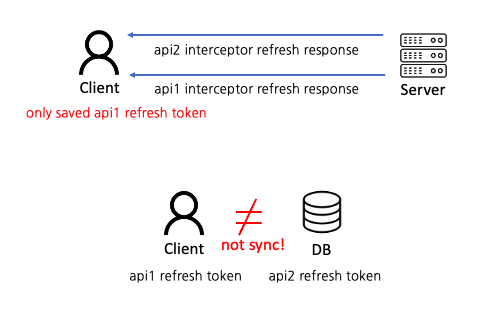 api2 interceptor refresh response
api1 interceptor refresh response
Client
Server
only saved api1 refresh token
not sync!
Client
DB
api1 refresh token
api2 refresh token